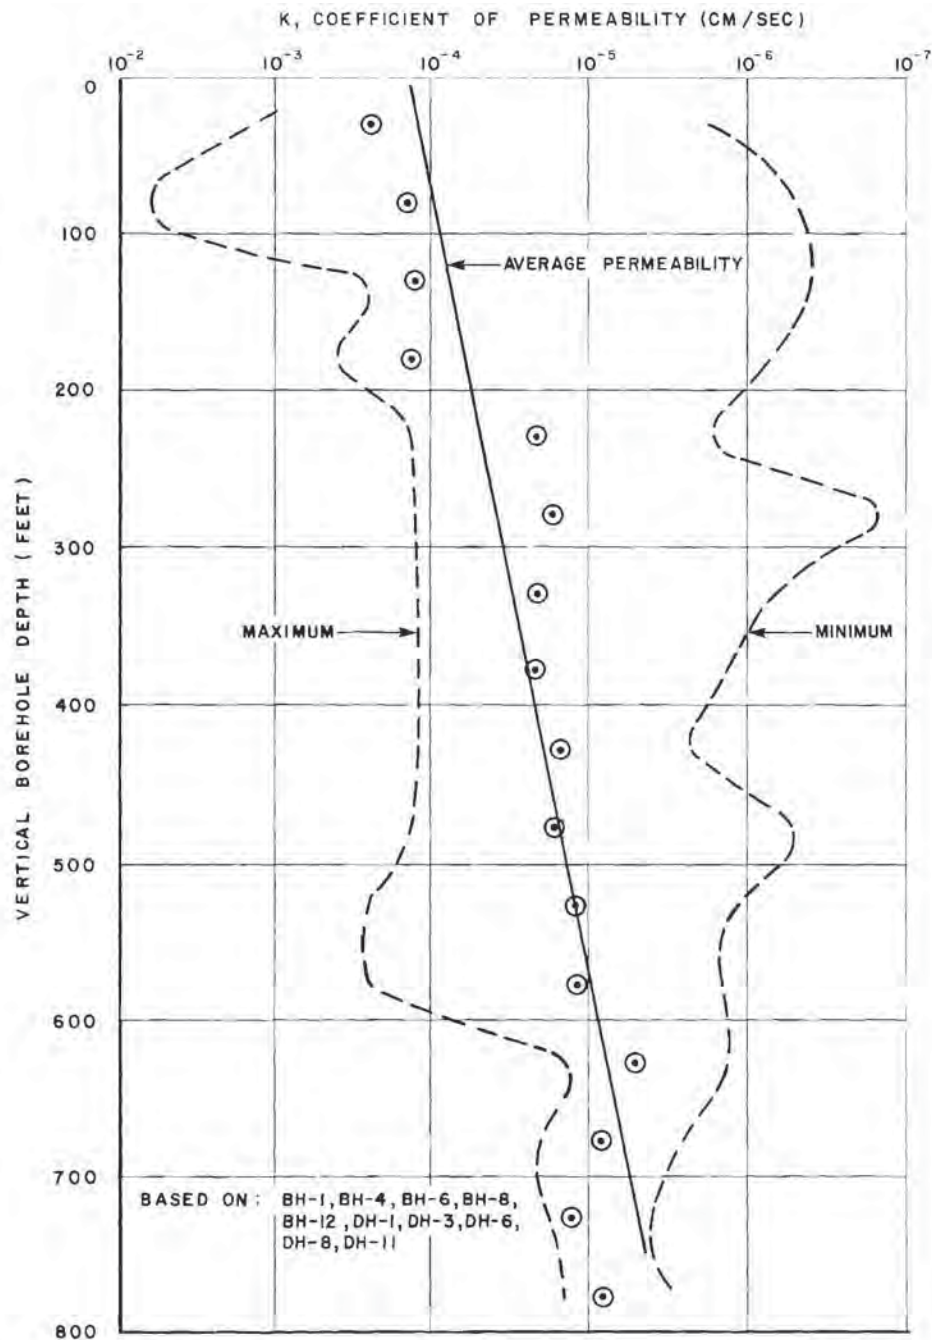 K, COEFFICIENT OF PERMEABILITY (CM/SEC)
10-2 10-3 10-4 10-5 10-6 10-7
0
100
200
300
400
500
600
700
800
VERTICAL BOREHOLE DEPTH (FEET)
AVERAGE PERMEABILITY
MAXIMUM
MINIMUM
BASED ON: BH-1, BH-4, BH-6, BH-8,
BH-12, DH-1, DH-3, DH-6,
DH-8, DH-11